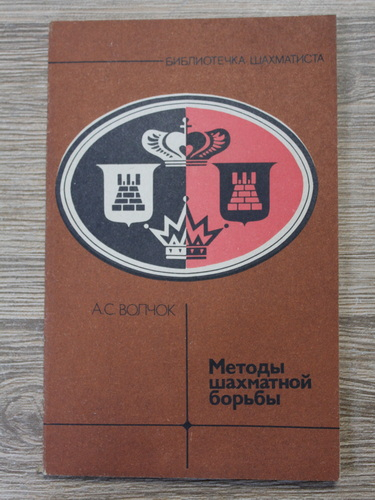 БИБЛИОТЕЧКА ШАХМАТИСТА
А.С. ВОЛЧОК
Методы
шахматной
борьбы